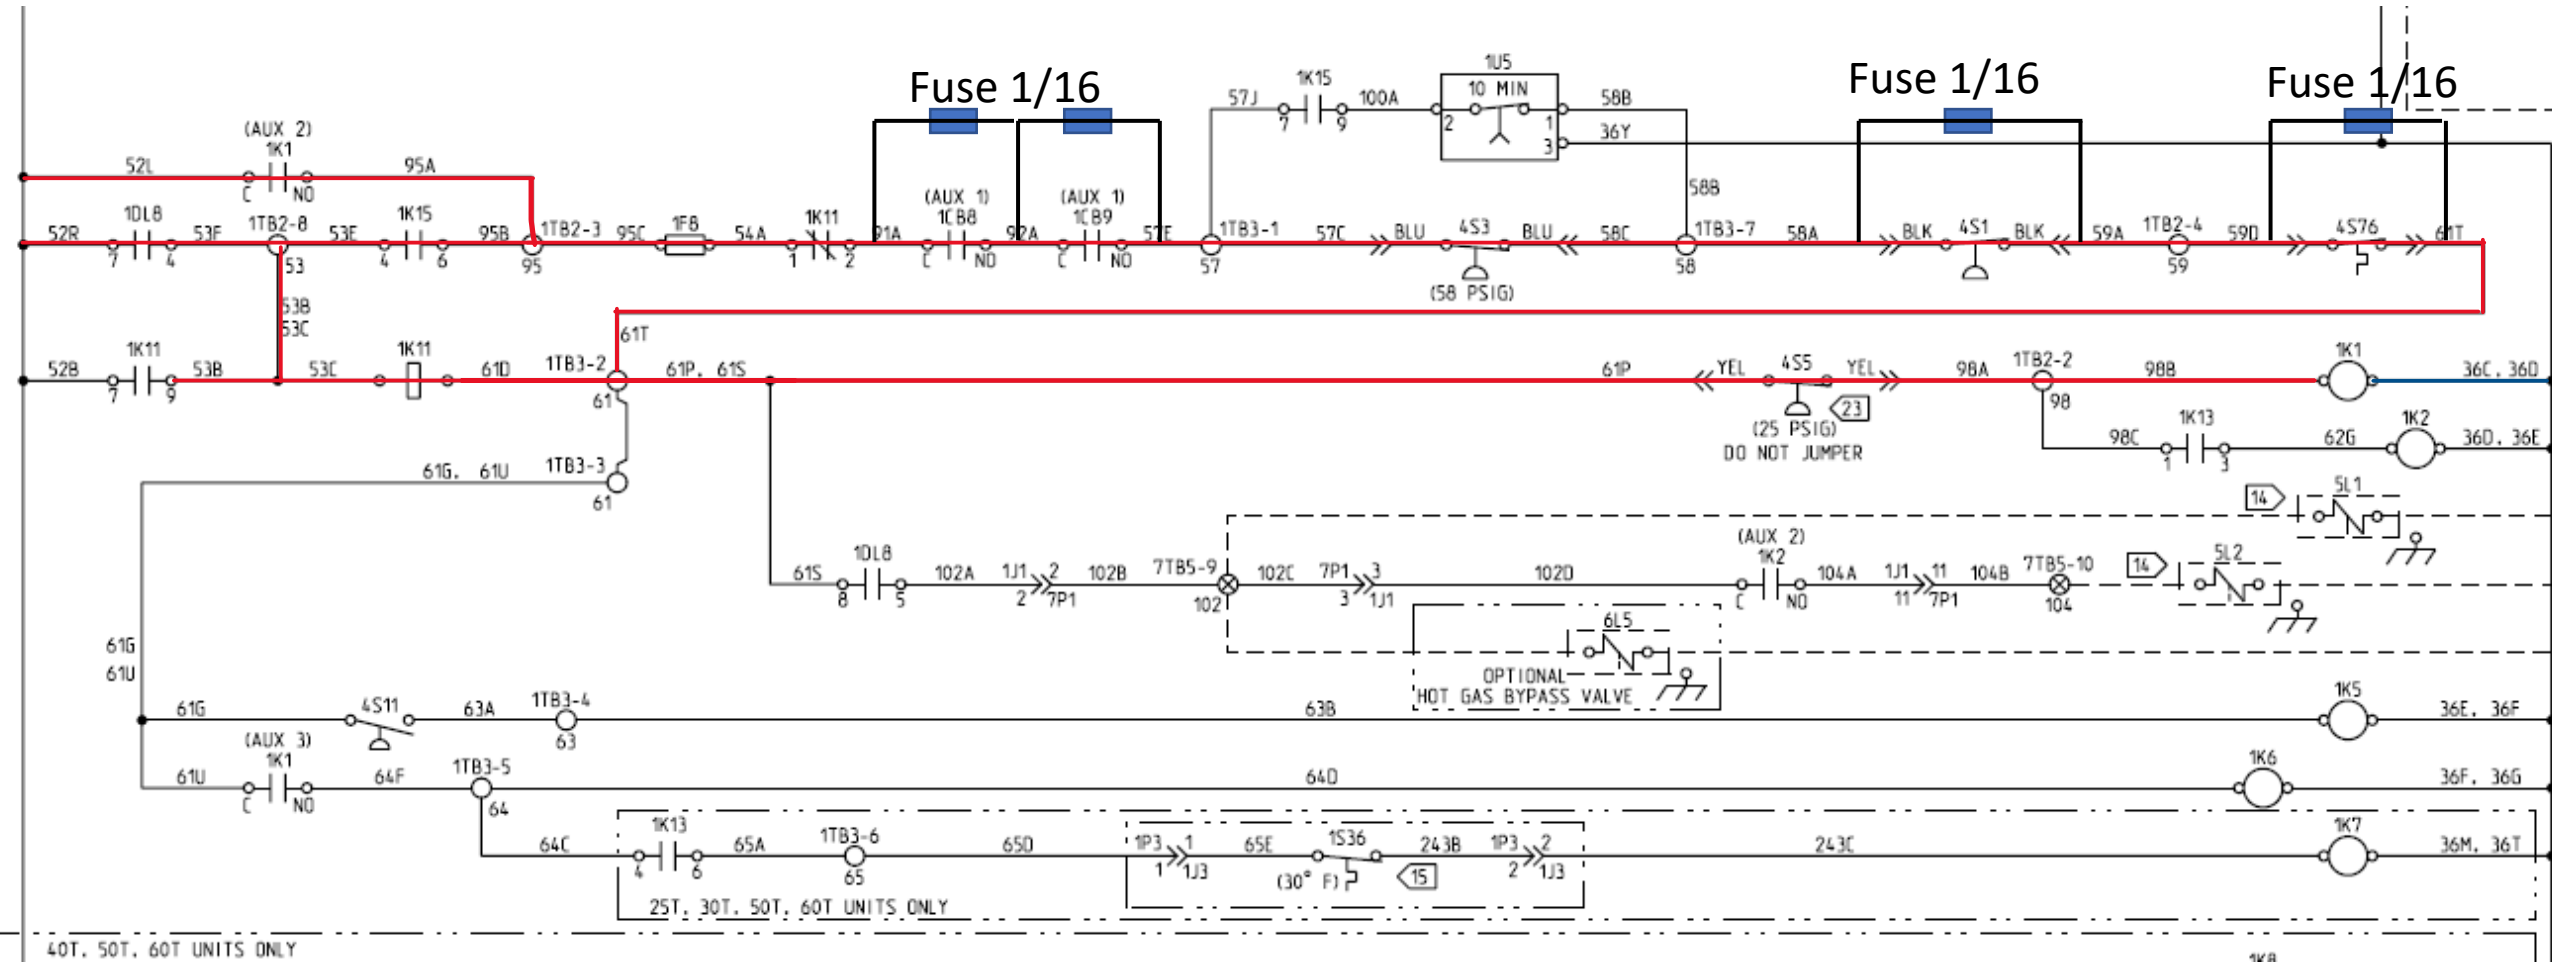 1U5
Fuse 1/16
Fuse 1/16
Fuse 1/16
1K15
10 MIN
57J
100A
58B
7
9
2
1
36Y
3
(AUX 2)
1K1
52L
95A
C
NO
58B
(AUX 1)
(AUX 1)
1DL8
1TB2-8
1K15
1TB2-3
1F8
1K11
1CB8
1CB9
1TB3-1
4S3
1TB3-7
4S1
1TB2-4
4S76
52R
53F
53E
95B
95C
54A
91A
92A
57E
57C
BLU
BLU
58C
58A
BLK
BLK
59A
59D
61T
7
4
53
4
6
95
1
2
C
NO
C
NO
57
58
59
(58 PSIG)
53B
53C
61T
1K11
1K11
1TB3-2
4S5
1TB2-2
1K1
52B
53B
53C
61D
61P, 61S
61P
YEL
YEL
98A
98B
36C, 36D
7
9
61
23
98
(25 PSIG)
DO NOT JUMPER
1K13
1K2
98C
62G
36D, 36E
1
3
61G, 61U
1TB3-3
61
14
5L1
(AUX 2)
1DL8
1K2
5L2
61S
102A
1J1
2
102B
7TB5-9
102C
7P1
3
102D
104A
1J1
11
104B
7TB5-10
14
8
5
2
7P1
102
3
1J1
C
NO
11
7P1
104
6L5
61G
61U
OPTIONAL
HOT GAS BYPASS VALVE
61G
4S11
63A
1TB3-4
63B
1K5
36E, 36F
63
(AUX 3)
1K1
61U
64F
1TB3-5
64D
1K6
36F, 36G
C
NO
64
1K13
1TB3-6
1S36
1K7
64C
65A
65D
1P3
1
65E
243B
1P3
2
243C
36M, 36T
4
6
65
1
1J3
(30° F)
15
2
1J3
25T, 30T, 50T, 60T UNITS ONLY
40T, 50T, 60T UNITS ONLY
1K8